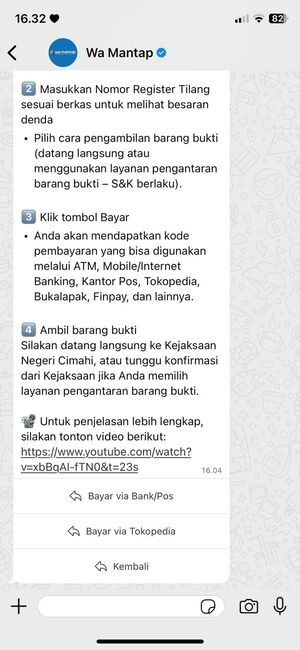 16.32
82
Wa Mantap
WA MANTAP
2 Masukkan Nomor Register Tilang
sesuai berkas untuk melihat besaran
denda
• Pilih cara pengambilan barang bukti
(datang langsung atau
menggunakan layanan pengantaran
barang bukti – S&K berlaku).
3 Klik tombol Bayar
• Anda akan mendapatkan kode
pembayaran yang bisa digunakan
melalui ATM, Mobile/Internet
Banking, Kantor Pos, Tokopedia,
Bukalapak, Finpay, dan lainnya.
4 Ambil barang bukti
Silakan datang langsung ke Kejaksaan
Negeri Cimahi, atau tunggu konfirmasi
dari Kejaksaan jika Anda memilih
layanan pengantaran barang bukti.
Untuk penjelasan lebih lengkap,
silakan tonton video berikut:
https://www.youtube.com/watch?
v=xbBqAI-fTN0&t=23s
16.04
Bayar via Bank/Pos
Bayar via Tokopedia
Kembali